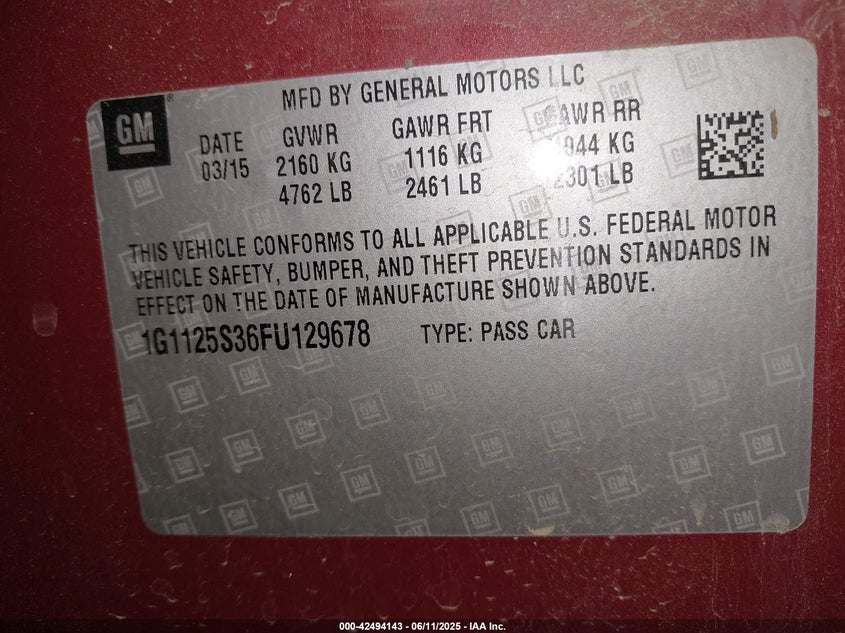 MFD BY GENERAL MOTORS LLC
GM
DATE GVWR GAWR FRT GAWR RR
03/15 2160 KG 1116 KG 1044 KG
4762 LB 2461 LB 2301 LB
THIS VEHICLE CONFORMS TO ALL APPLICABLE U.S. FEDERAL MOTOR
VEHICLE SAFETY, BUMPER, AND THEFT PREVENTION STANDARDS IN
EFFECT ON THE DATE OF MANUFACTURE SHOWN ABOVE.
1G1125S36FU129678 TYPE: PASS CAR
000-42494143 - 06/11/2025 - IAA Inc.